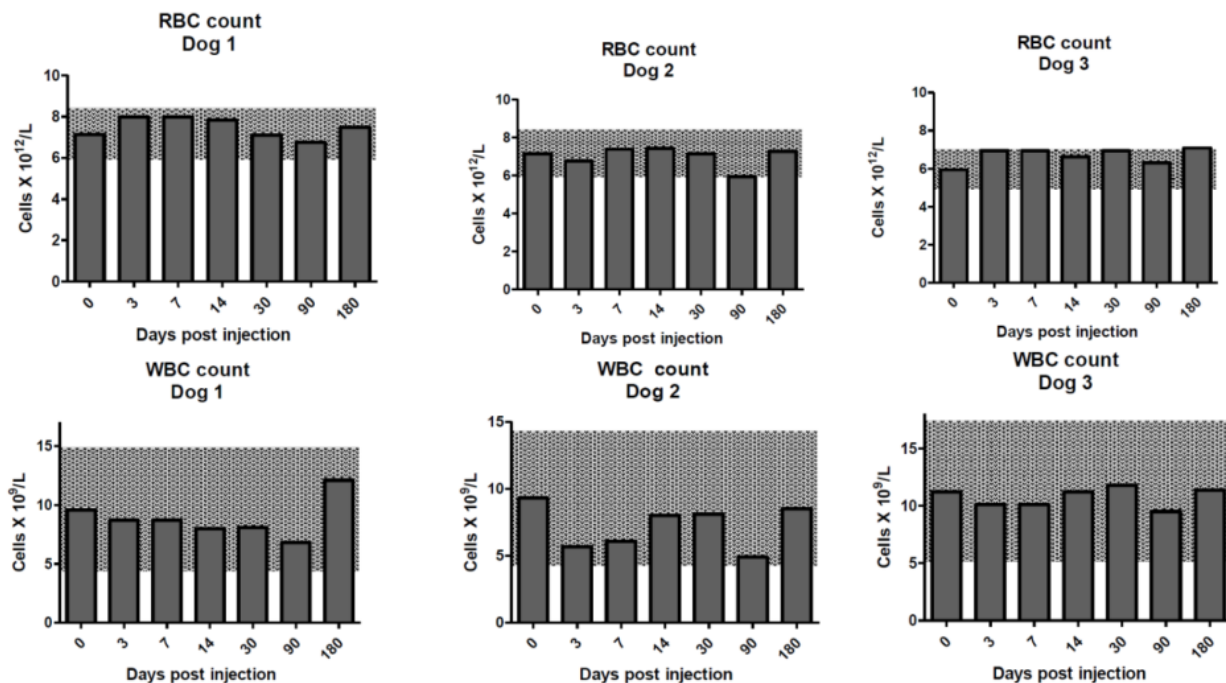 RBC count
Dog 1
Cells X 10¹²/L
10
8
6
4
2
0
0 3 7 14 30 90 180
Days post injection
RBC count
Dog 2
Cells X 10¹²/L
10
8
6
4
2
0
0 3 7 14 30 90 180
Days post injection
RBC count
Dog 3
Cells X 10¹²/L
10
8
6
4
2
0
0 3 7 14 30 90 180
Days post injection
WBC count
Dog 1
Cells X 10⁹/L
15
10
5
0
0 3 7 14 30 90 180
Days post injection
WBC count
Dog 2
Cells X 10⁹/L
15
10
5
0
0 3 7 14 30 90 180
Days post injection
WBC count
Dog 3
Cells X 10⁹/L
15
10
5
0
0 3 7 14 30 90 180
Days post injection